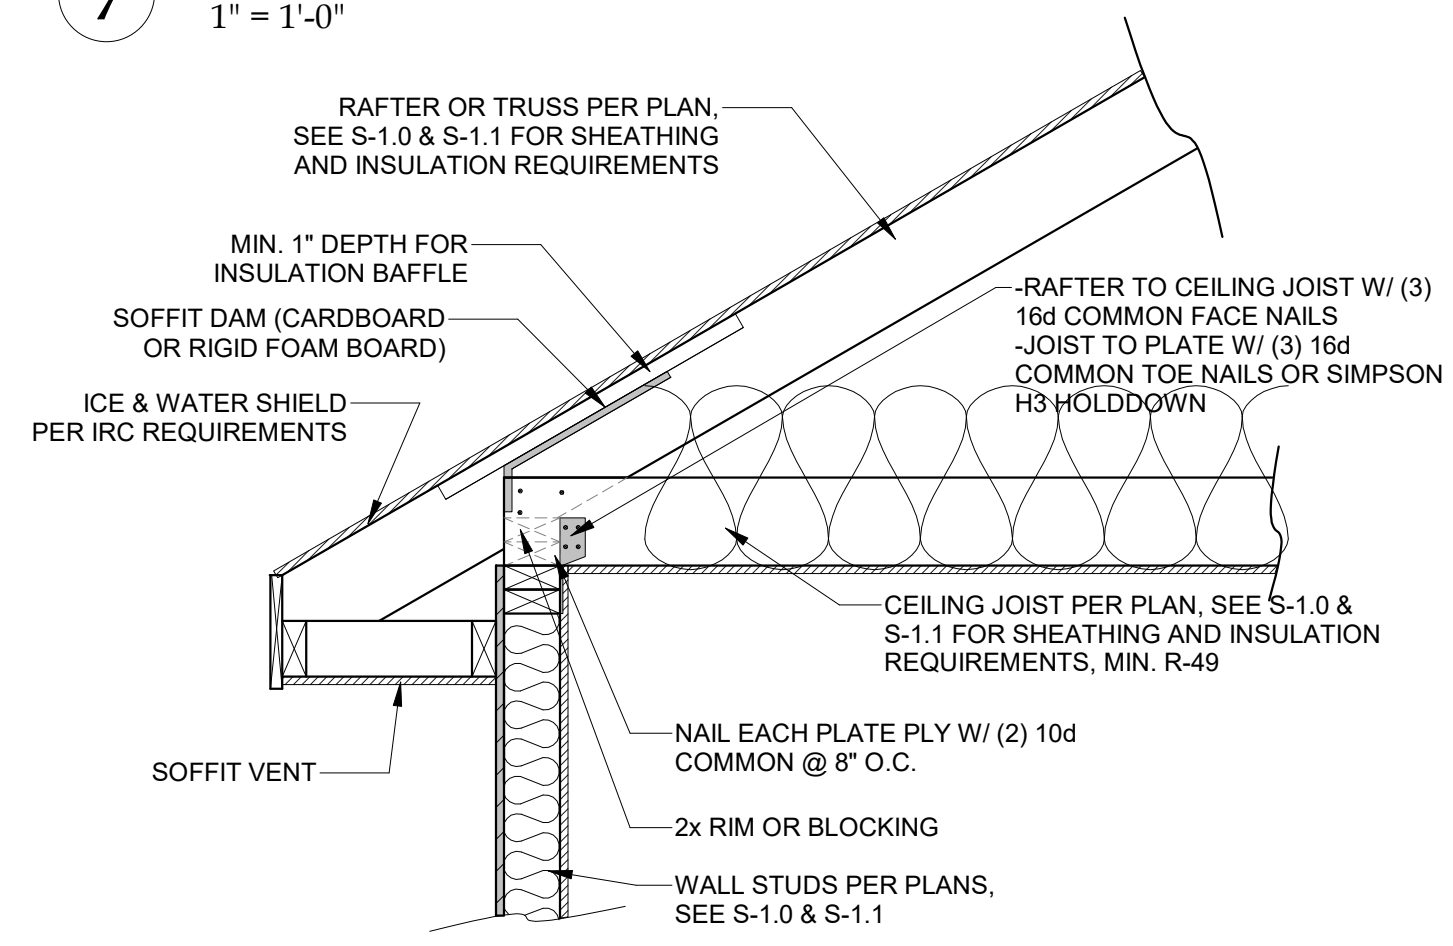 7
1" = 1'-0"
RAFTER OR TRUSS PER PLAN,
SEE S-1.0 & S-1.1 FOR SHEATHING
AND INSULATION REQUIREMENTS
MIN. 1" DEPTH FOR
INSULATION BAFFLE
SOFFIT DAM (CARDBOARD
OR RIGID FOAM BOARD)
ICE & WATER SHIELD
PER IRC REQUIREMENTS
-RAFTER TO CEILING JOIST W/ (3)
16d COMMON FACE NAILS
-JOIST TO PLATE W/ (3) 16d
COMMON TOE NAILS OR SIMPSON
H3 HOLDDOWN
CEILING JOIST PER PLAN, SEE S-1.0 &
S-1.1 FOR SHEATHING AND INSULATION
REQUIREMENTS, MIN. R-49
NAIL EACH PLATE PLY W/ (2) 10d
COMMON @ 8" O.C.
SOFFIT VENT
2x RIM OR BLOCKING
WALL STUDS PER PLANS,
SEE S-1.0 & S-1.1